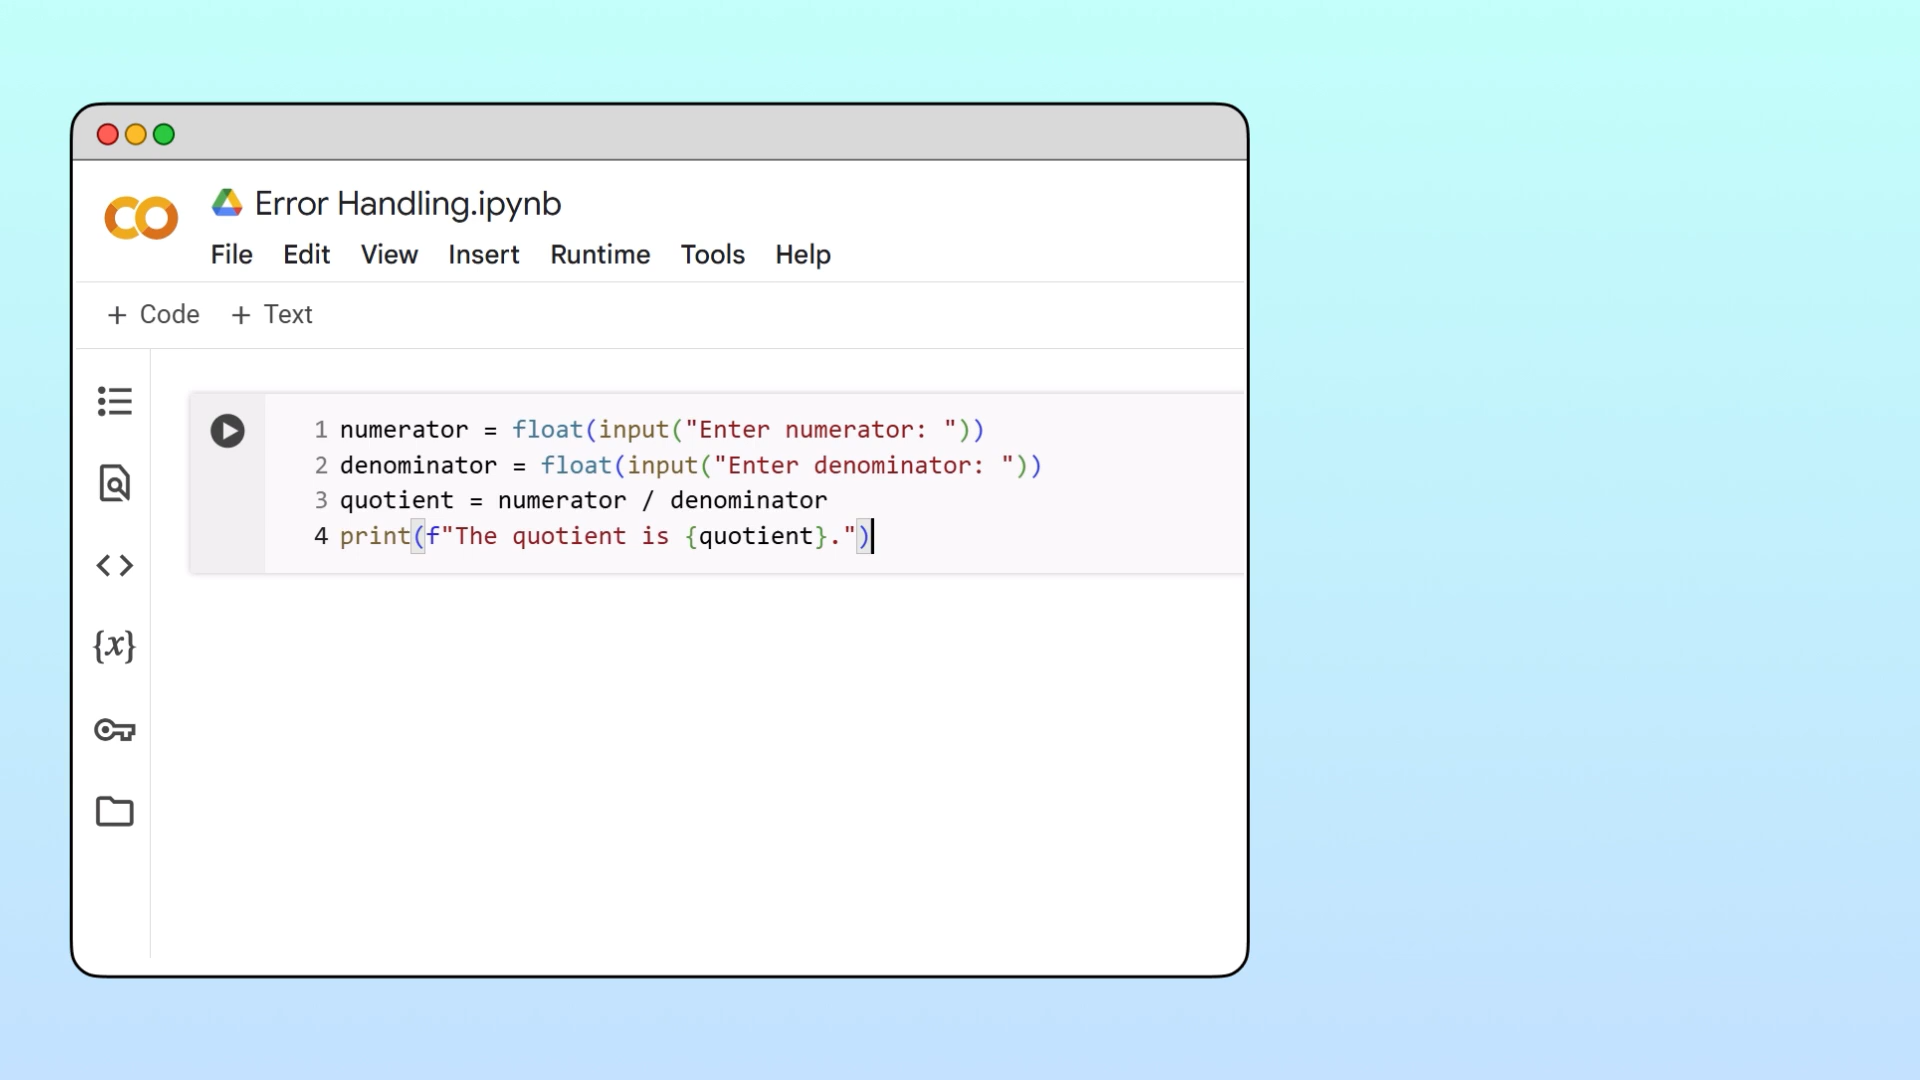 Error Handling.ipynb
File Edit View Insert Runtime Tools Help
+ Code + Text
1 numerator = float(input("Enter numerator: "))
2 denominator = float(input("Enter denominator: "))
3 quotient = numerator / denominator
4 print(f"The quotient is {quotient}.")
{x}